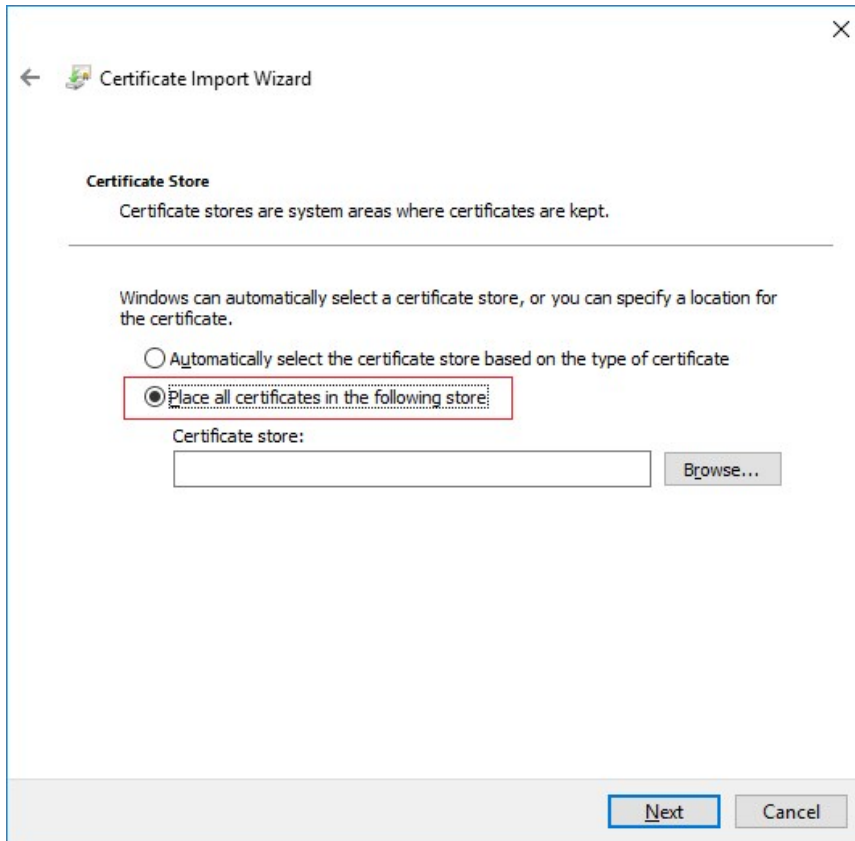 Certificate Import Wizard
Certificate Store
Certificate stores are system areas where certificates are kept.
Windows can automatically select a certificate store, or you can specify a location for
the certificate.
Automatically select the certificate store based on the type of certificate
Place all certificates in the following store
Certificate store:
Browse...
Next
Cancel